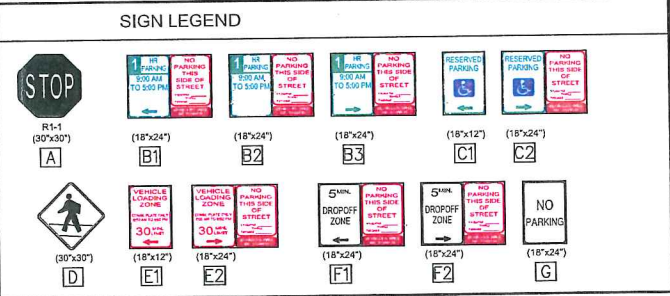 SIGN LEGEND
STOP
R1-1
(30"x30")
A
1 HR
PARKING
9:00 AM
TO 5:00 PM
NO
PARKING
THIS
SIDE
OF
STREET
(18"x24")
B1
1 HR
PARKING
9:00 AM
TO 5:00 PM
NO
PARKING
THIS
SIDE
OF
STREET
(18"x24")
B2
1 HR
PARKING
9:00 AM
TO 5:00 PM
NO
PARKING
THIS
SIDE
OF
STREET
(18"x24")
B3
RESERVED
PARKING
(18"x12")
C1
RESERVED
PARKING
NO
PARKING
THIS SIDE
OF
STREET
(18"x24")
C2
(30"x30")
D
VEHICLE
LOADING
ZONE
30 MINS.
LIMIT
(18"x12")
E1
VEHICLE
LOADING
ZONE
30 MINS.
LIMIT
NO
PARKING
THIS SIDE
OF
STREET
(18"x24")
E2
5 MIN.
DROPOFF
ZONE
NO
PARKING
THIS SIDE
OF
STREET
(18"x24")
F1
5 MIN.
DROPOFF
ZONE
NO
PARKING
THIS SIDE
OF
STREET
(18"x24")
F2
NO
PARKING
(18"x24")
G